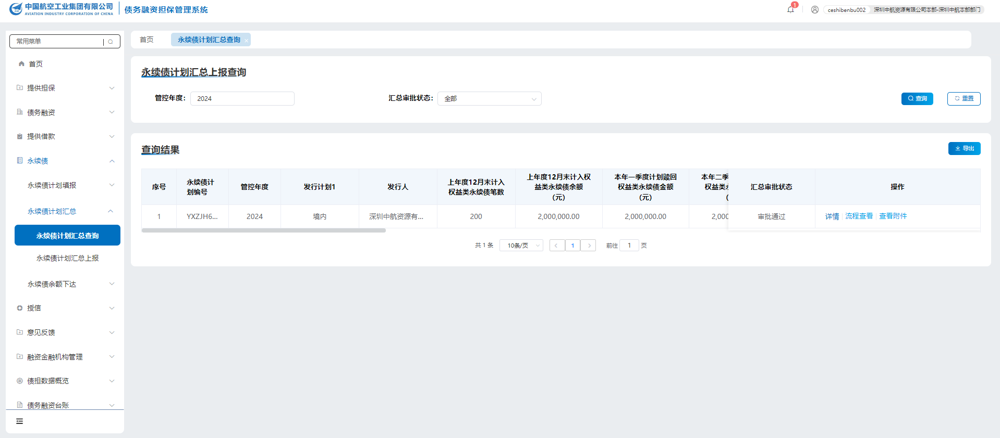 中国航空工业集团有限公司
AVIATION INDUSTRY CORPORATION OF CHINA
债务融资担保管理系统
1
ceshibenbu002
深圳中航资源有限公司本部-深圳中航本部部门
常用菜单
首页
提供担保
债务融资
提供借款
永续债
永续债计划填报
永续债计划汇总
永续债计划汇总查询
永续债计划汇总上报
永续债余额下达
授信
意见反馈
融资金融机构管理
债担数据概览
债务融资台账
首页
永续债计划汇总查询
永续债计划汇总上报查询
管控年度：
2024
汇总审批状态：
全部
查询
重置
查询结果
导出
序号
永续债计
划编号
管控年度
发行计划1
发行人
上年度12月末计入
权益类永续债笔数
上年度12月末计入权
益类永续债余额
（元）
本年一季度计划赎回
权益类永续债金额
（元）
本年二季
权益类
（
汇总审批状态
操作
1
YXZJH6...
2024
境内
深圳中航资源有...
200
2,000,000.00
2,000,000.00
2,000
审批通过
详情
流程查看
查看附件
共 1 条
10条/页
1
前往
1
页